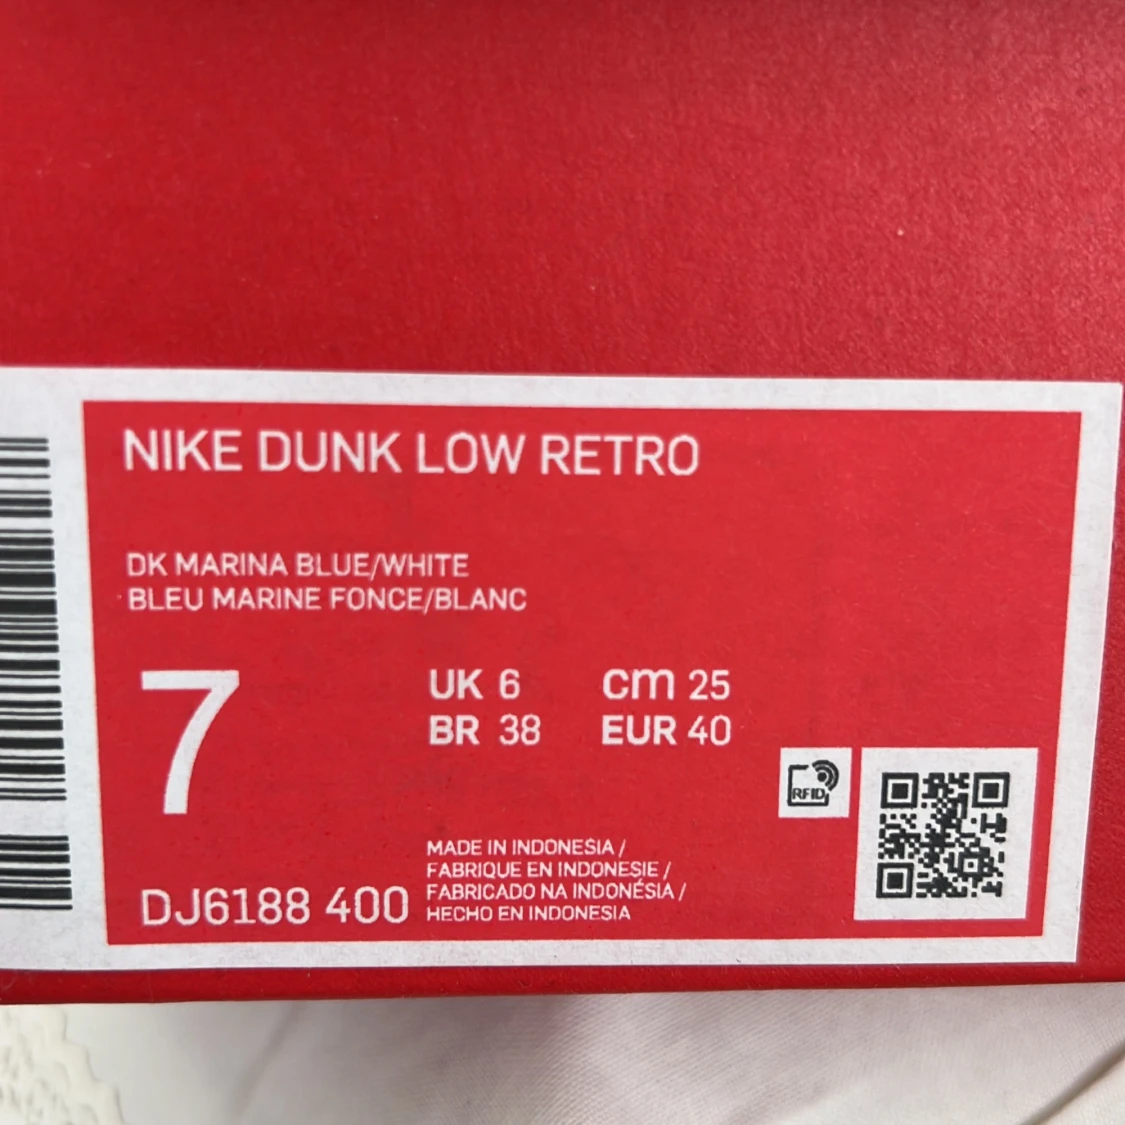 NIKE DUNK LOW RETRO
DK MARINA BLUE/WHITE
BLEU MARINE FONCE/BLANC
7
UK 6
CM 25
BR 38
EUR 40
RFID
DJ6188 400
MADE IN INDONESIA /
FABRIQUE EN INDONESIE /
FABRICADO NA INDONÉSIA /
HECHO EN INDONESIA